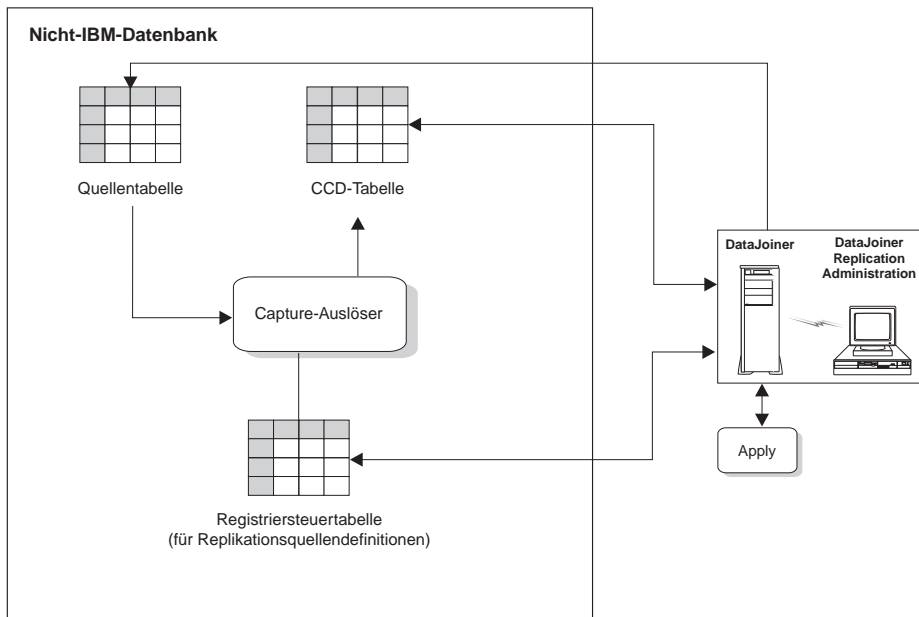 Nicht-IBM-Datenbank
Quellentabelle
CCD-Tabelle
DataJoiner
DataJoiner
Replication
Administration
Capture-Auslöser
Apply
Registriersteuertabelle
(für Replikationsquellendefinitionen)